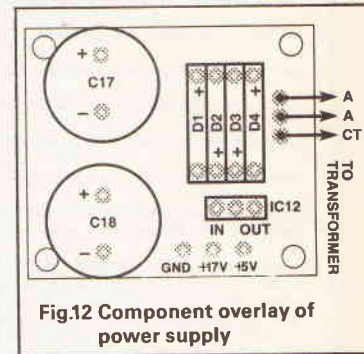 +
C17
−
D1
+
D2
+
D3
+
D4
+
A
A
CT
TO
TRANSFORMER
+
C18
−
IC12
IN OUT
GND +17V +5V
Fig.12 Component overlay of
power supply